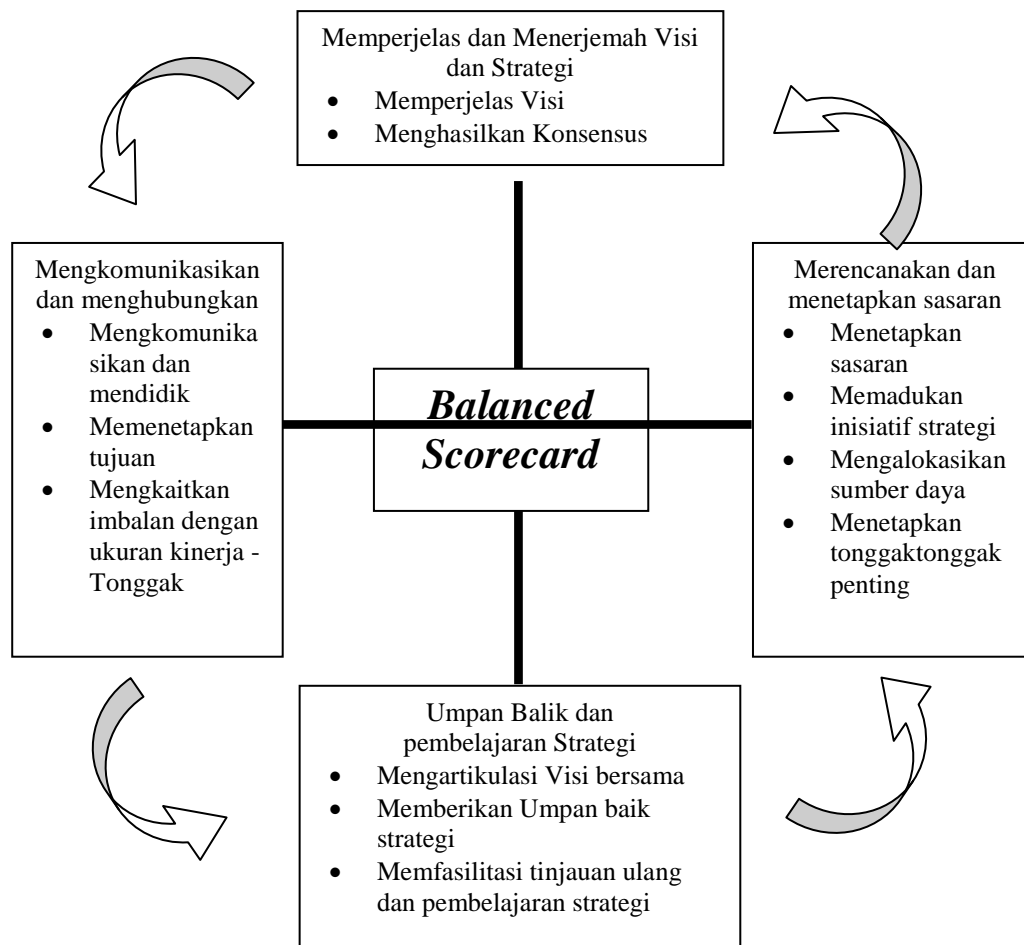 Memperjelas dan Menerjemah Visi
dan Strategi
• Memperjelas Visi
• Menghasilkan Konsensus
Mengkomunikasikan
dan menghubungkan
• Mengkomunika
sikan dan
mendidik
• Memenetapkan
tujuan
• Mengkaitkan
imbalan dengan
ukuran kinerja -
Tonggak
Balanced
Scorecard
Merencanakan dan
menetapkan sasaran
• Menetapkan
sasaran
• Memadukan
inisiatif strategi
• Mengalokasikan
sumber daya
• Menetapkan
tonggaktonggak
penting
Umpan Balik dan
pembelajaran Strategi
• Mengartikulasi Visi bersama
• Memberikan Umpan baik
strategi
• Memfasilitasi tinjauan ulang
dan pembelajaran strategi